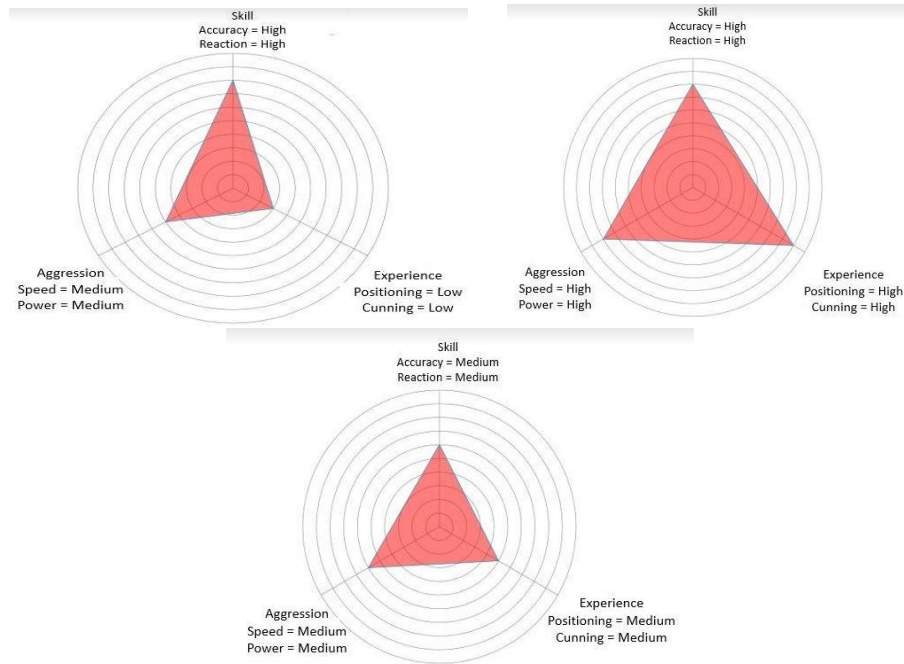 Skill
Accuracy = High
Reaction = High
Aggression
Speed = Medium
Power = Medium
Experience
Positioning = Low
Cunning = Low
Skill
Accuracy = High
Reaction = High
Aggression
Speed = High
Power = High
Experience
Positioning = High
Cunning = High
Skill
Accuracy = Medium
Reaction = Medium
Aggression
Speed = Medium
Power = Medium
Experience
Positioning = Medium
Cunning = Medium